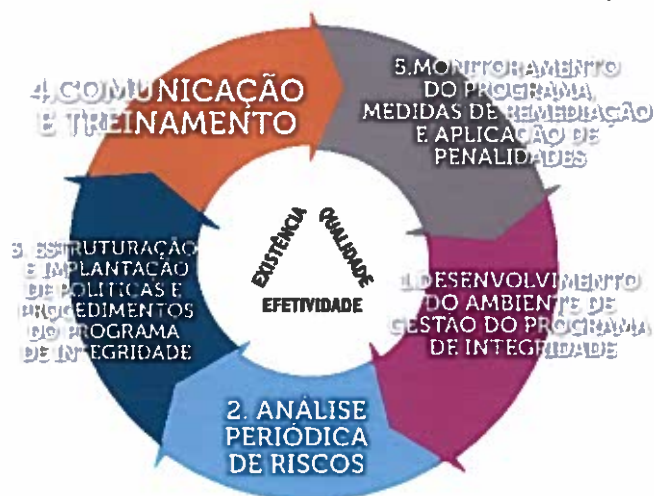 4.COMUNICAÇÃO
E TREINAMENTO
5.MONITORAMENTO
DO PROGRAMA,
MEDIDAS DE REMEDIAÇÃO
E APLICAÇÃO DE
PENALIDADES
EXISTÊNCIA
QUALIDADE
EFETIVIDADE
3. ESTRUTURAÇÃO
E IMPLANTAÇÃO
DE POLÍTICAS E
PROCEDIMENTOS
DO PROGRAMA
DE INTEGRIDADE
1.DESENVOLVIMENTO
DO AMBIENTE DE
GESTÃO DO PROGRAMA
DE INTEGRIDADE
2. ANÁLISE
PERIÓDICA
DE RISCOS